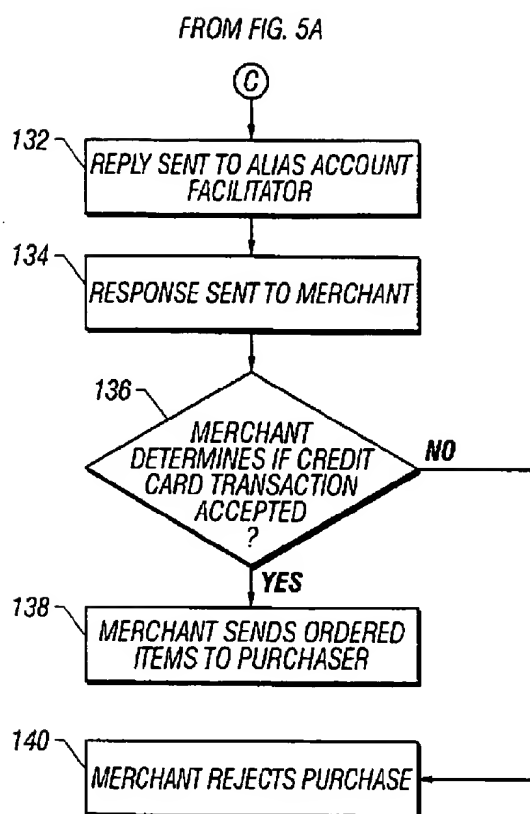 FROM FIG. 5A
C
132
REPLY SENT TO ALIAS ACCOUNT
FACILITATOR
134
RESPONSE SENT TO MERCHANT
136
MERCHANT
DETERMINES IF CREDIT
CARD TRANSACTION
ACCEPTED
?
NO
YES
138
MERCHANT SENDS ORDERED
ITEMS TO PURCHASER
140
MERCHANT REJECTS PURCHASE